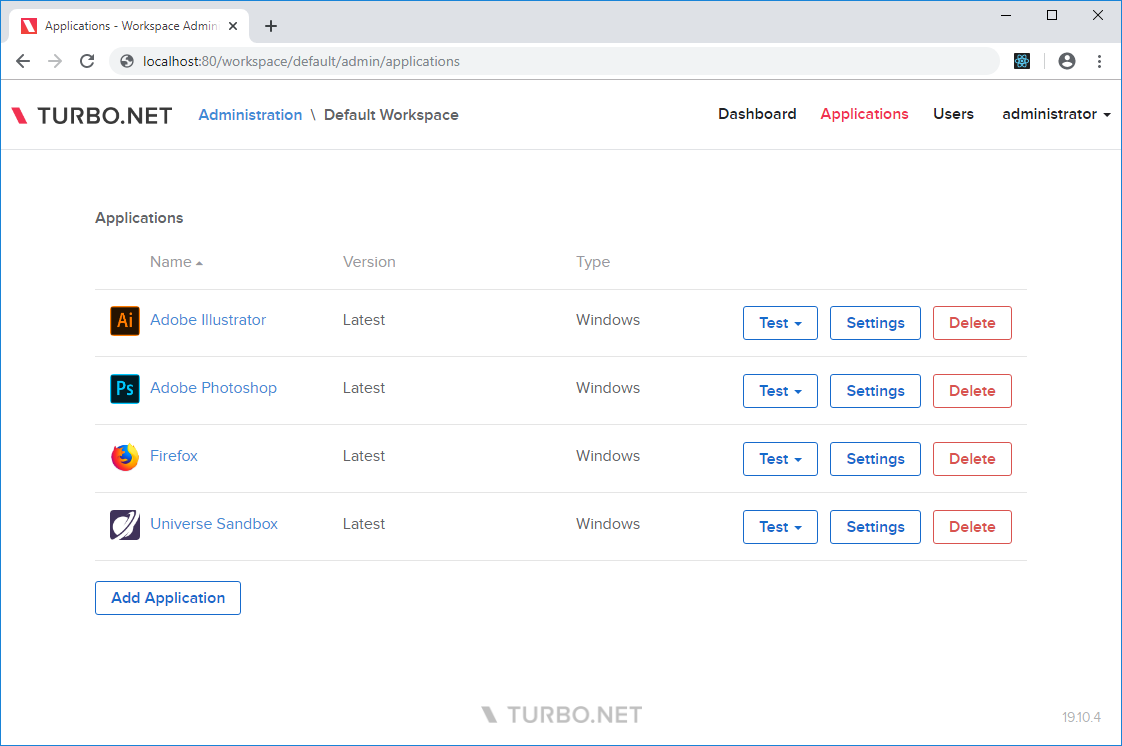 Applications - Workspace Admin
localhost:80/workspace/default/admin/applications
TURBO.NET Administration \ Default Workspace Dashboard Applications Users administrator
Applications
Name Version Type
Ai Adobe Illustrator Latest Windows Test Settings Delete
Ps Adobe Photoshop Latest Windows Test Settings Delete
Firefox Latest Windows Test Settings Delete
Universe Sandbox Latest Windows Test Settings Delete
Add Application
TURBO.NET
19.10.4